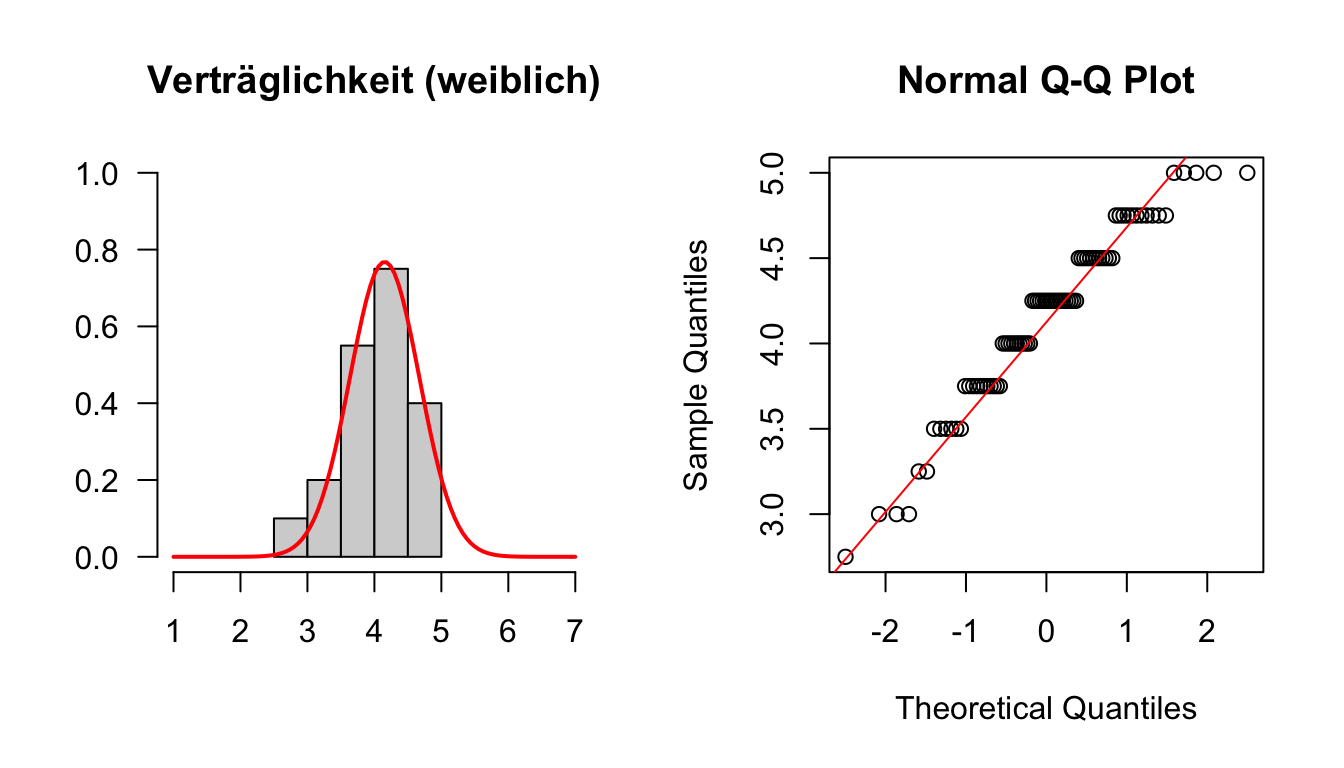 Verträglichkeit (weiblich)
1.0
0.8
0.6
0.4
0.2
0.0
1 2 3 4 5 6 7
Normal Q-Q Plot
Sample Quantiles
5.0
4.5
4.0
3.5
3.0
-2 -1 0 1 2
Theoretical Quantiles